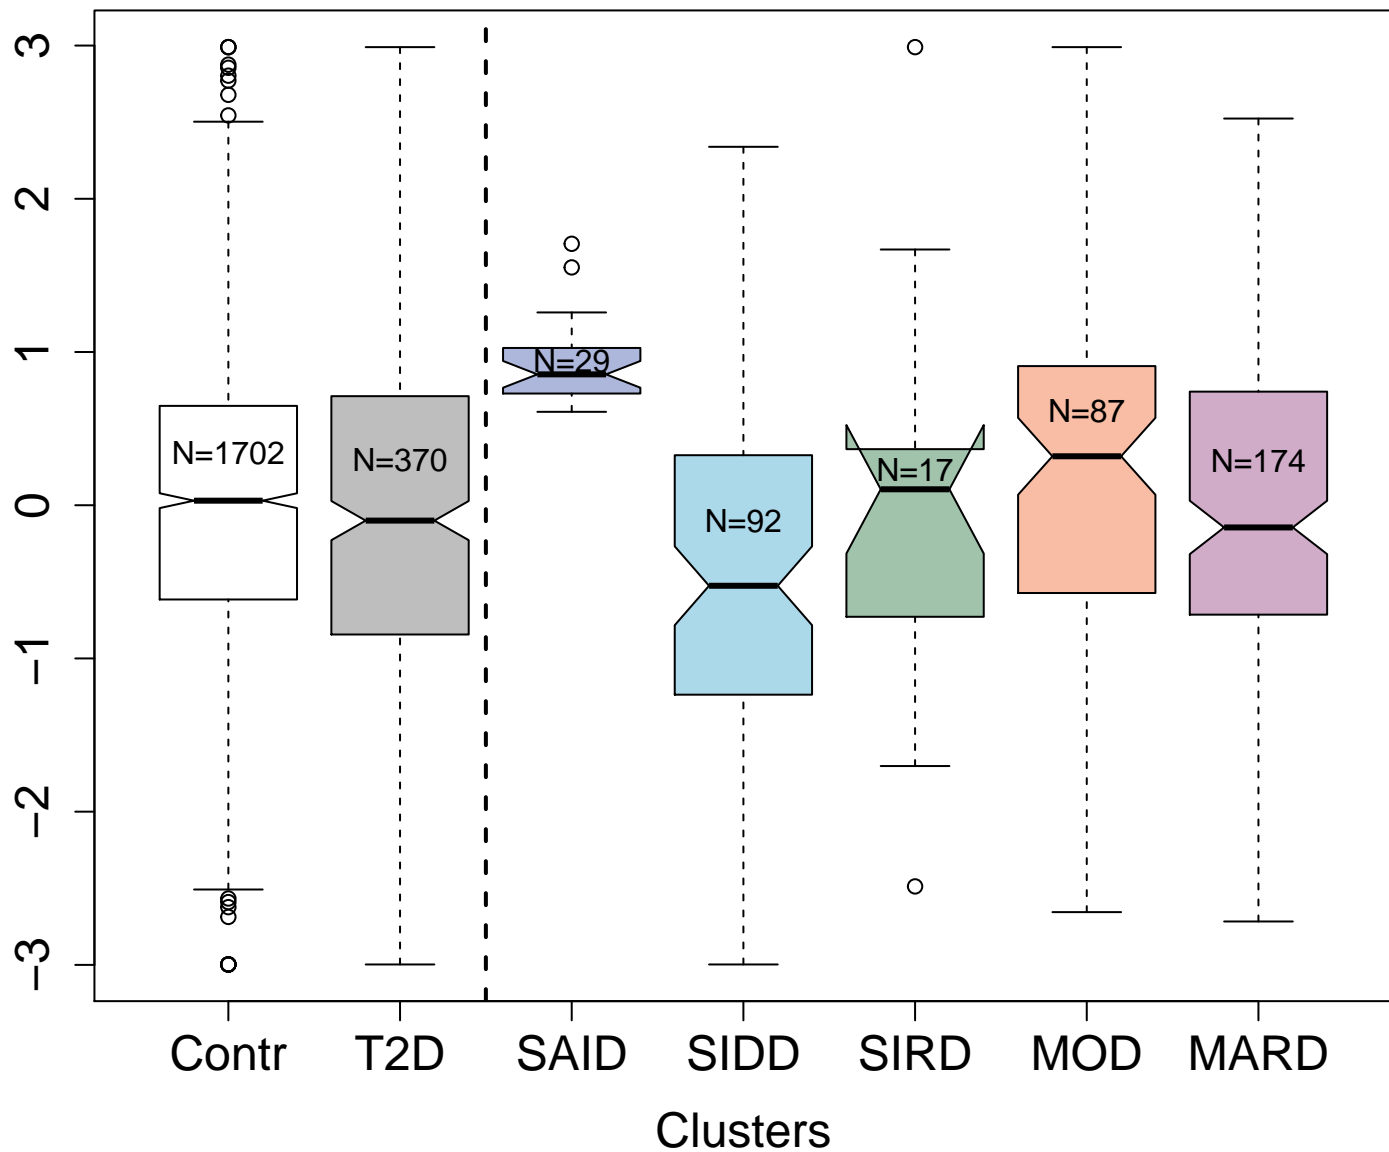 3
2
1
0
−1
−2
−3
N=1702
N=370
N=29
N=92
N=17
N=87
N=174
Contr T2D SAID SIDD SIRD MOD MARD
Clusters